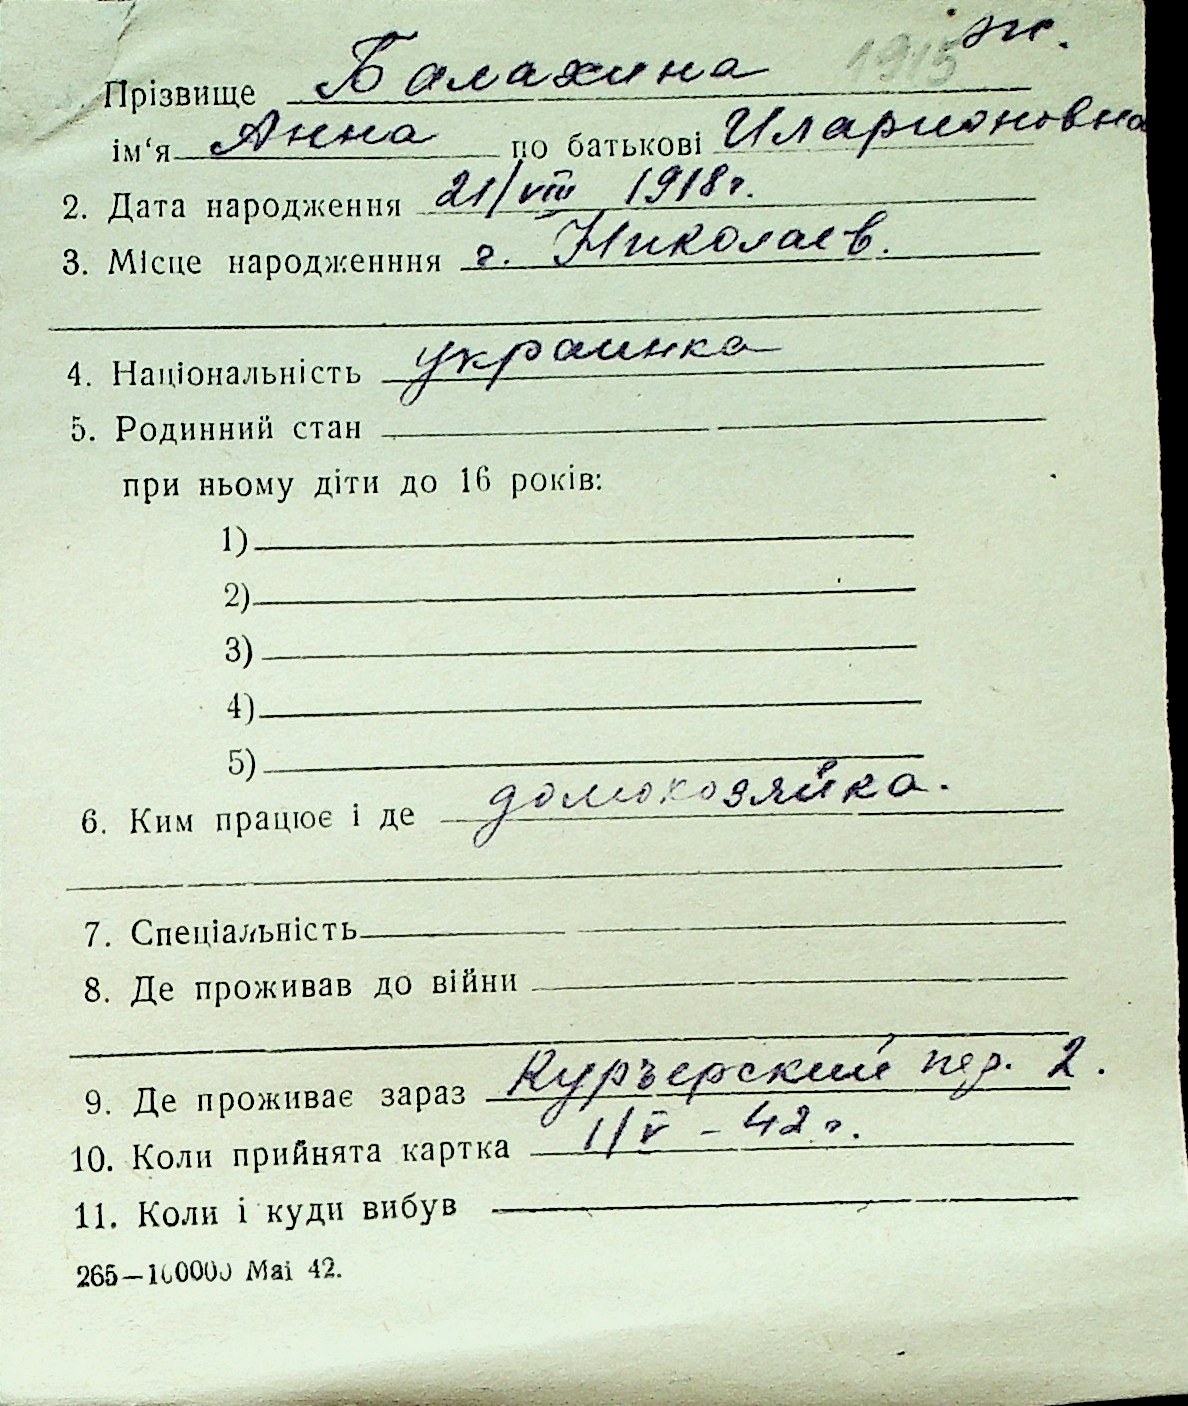 1915 ж.
Прізвище Балахина
ім‘я Анна по батькові Иларионовна
2. Дата народження 21/VIII 1918 г.
3. Місце народженння г. Николаев.
4. Національність украинка
5. Родинний стан
при ньому діти до 16 років:
1)
2)
3)
4)
5)
6. Ким працює і де домохозяйка.
7. Спеціальність
8. Де проживав до війни
9. Де проживає зараз Курьерский пер. 2.
10. Коли прийнята картка 1/V – 42 г.
11. Коли і куди вибув
265—100000 Mai 42.